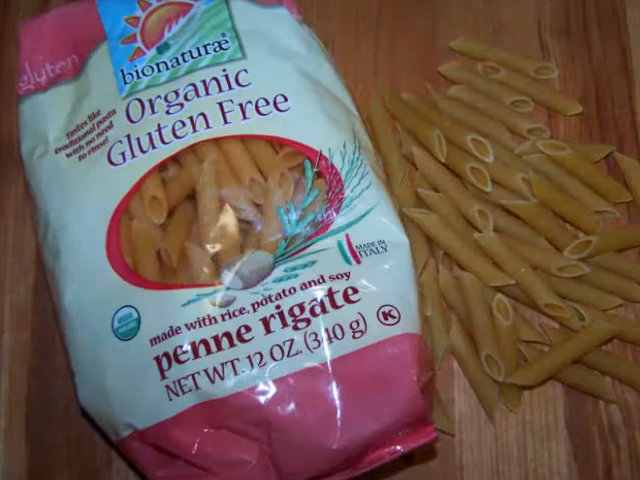 gluten
bionaturæ
Organic
Gluten Free
Tastes like
traditional pasta
with no need
to rinse!
MADE IN
ITALY
USDA
made with rice, potato and soy
penne rigate
NET WT. 12 OZ. (340 g)
K